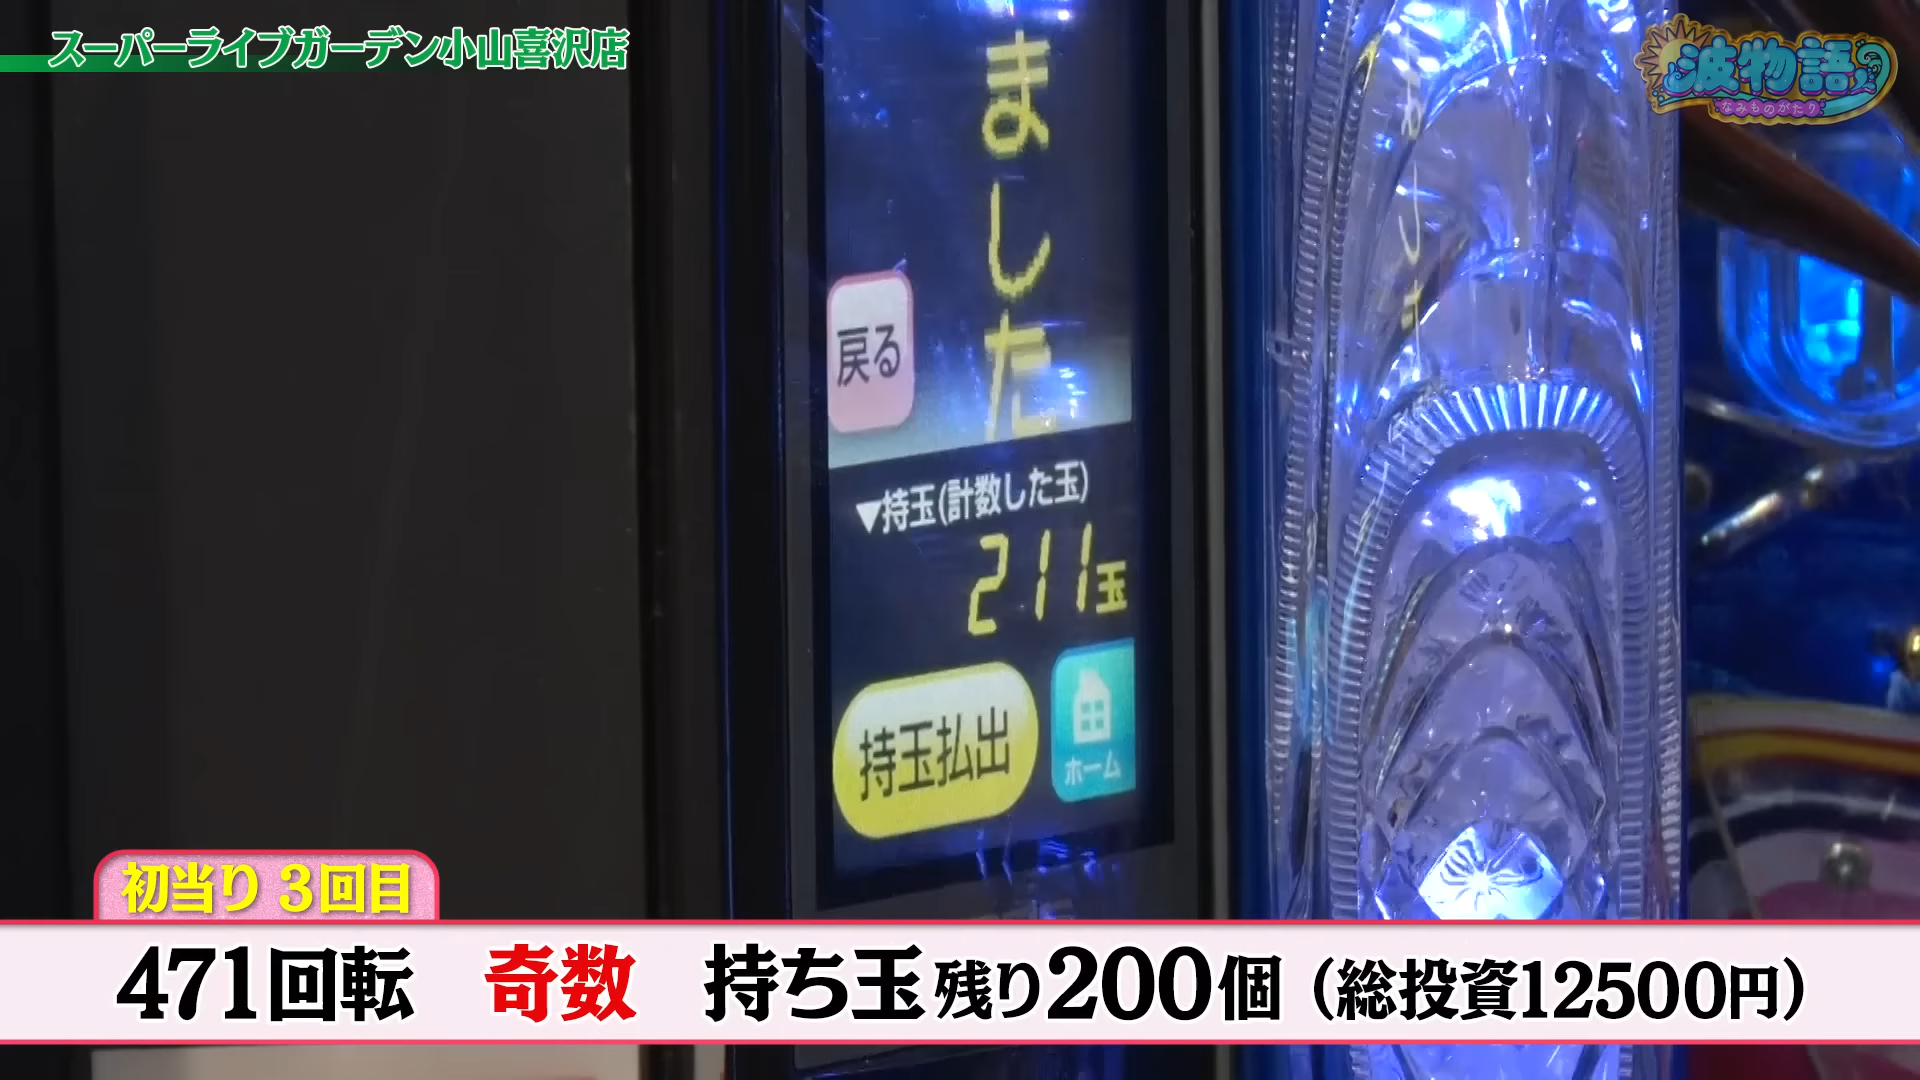 スーパーライブガーデン小山喜沢店
波物語
なみものがたり
ました
戻る
▼持玉(計数した玉)
211玉
持玉払出
ホーム
初当り 3回目
471回転 奇数 持ち玉残り200個（総投資12500円）